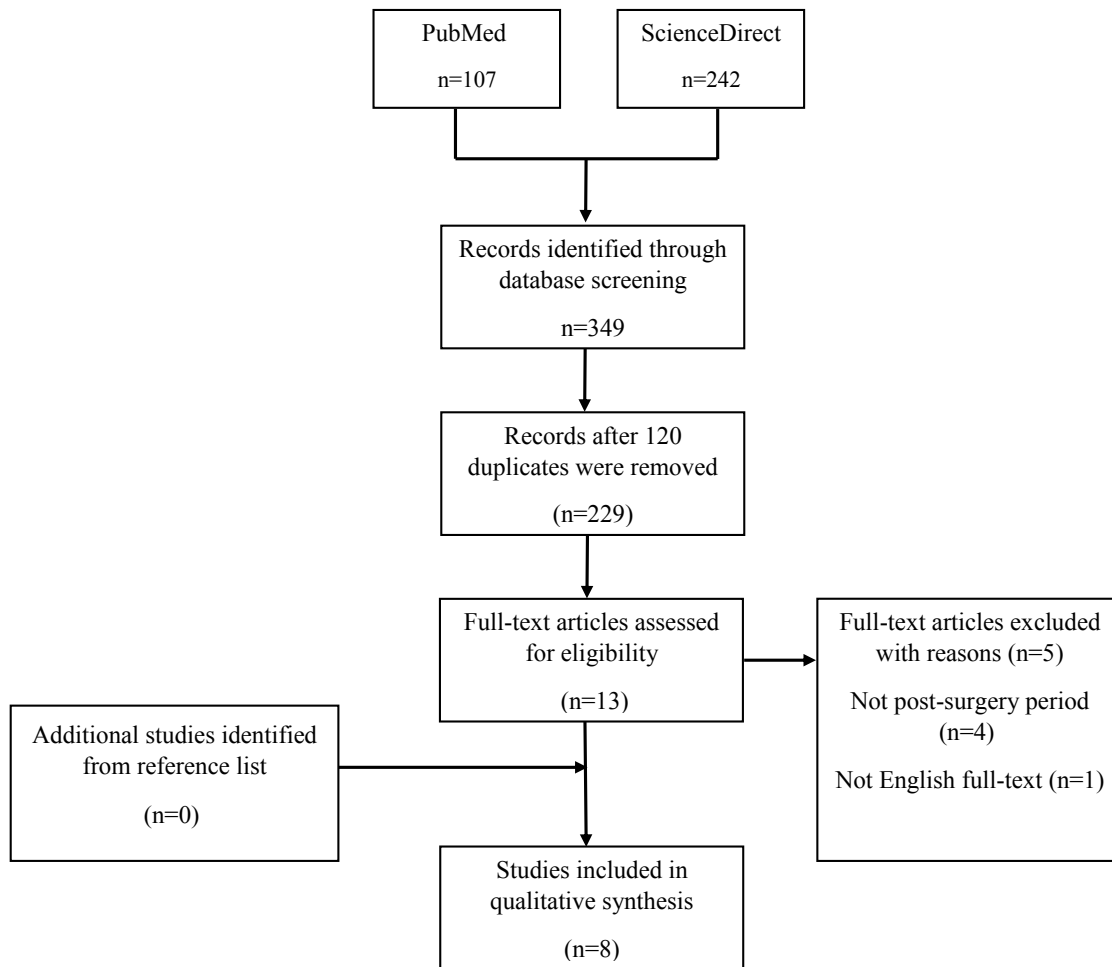 PubMed
n=107
ScienceDirect
n=242
Records identified through
database screening
n=349
Records after 120
duplicates were removed
(n=229)
Full-text articles assessed
for eligibility
(n=13)
Full-text articles excluded
with reasons (n=5)
Not post-surgery period
(n=4)
Not English full-text (n=1)
Additional studies identified
from reference list
(n=0)
Studies included in
qualitative synthesis
(n=8)